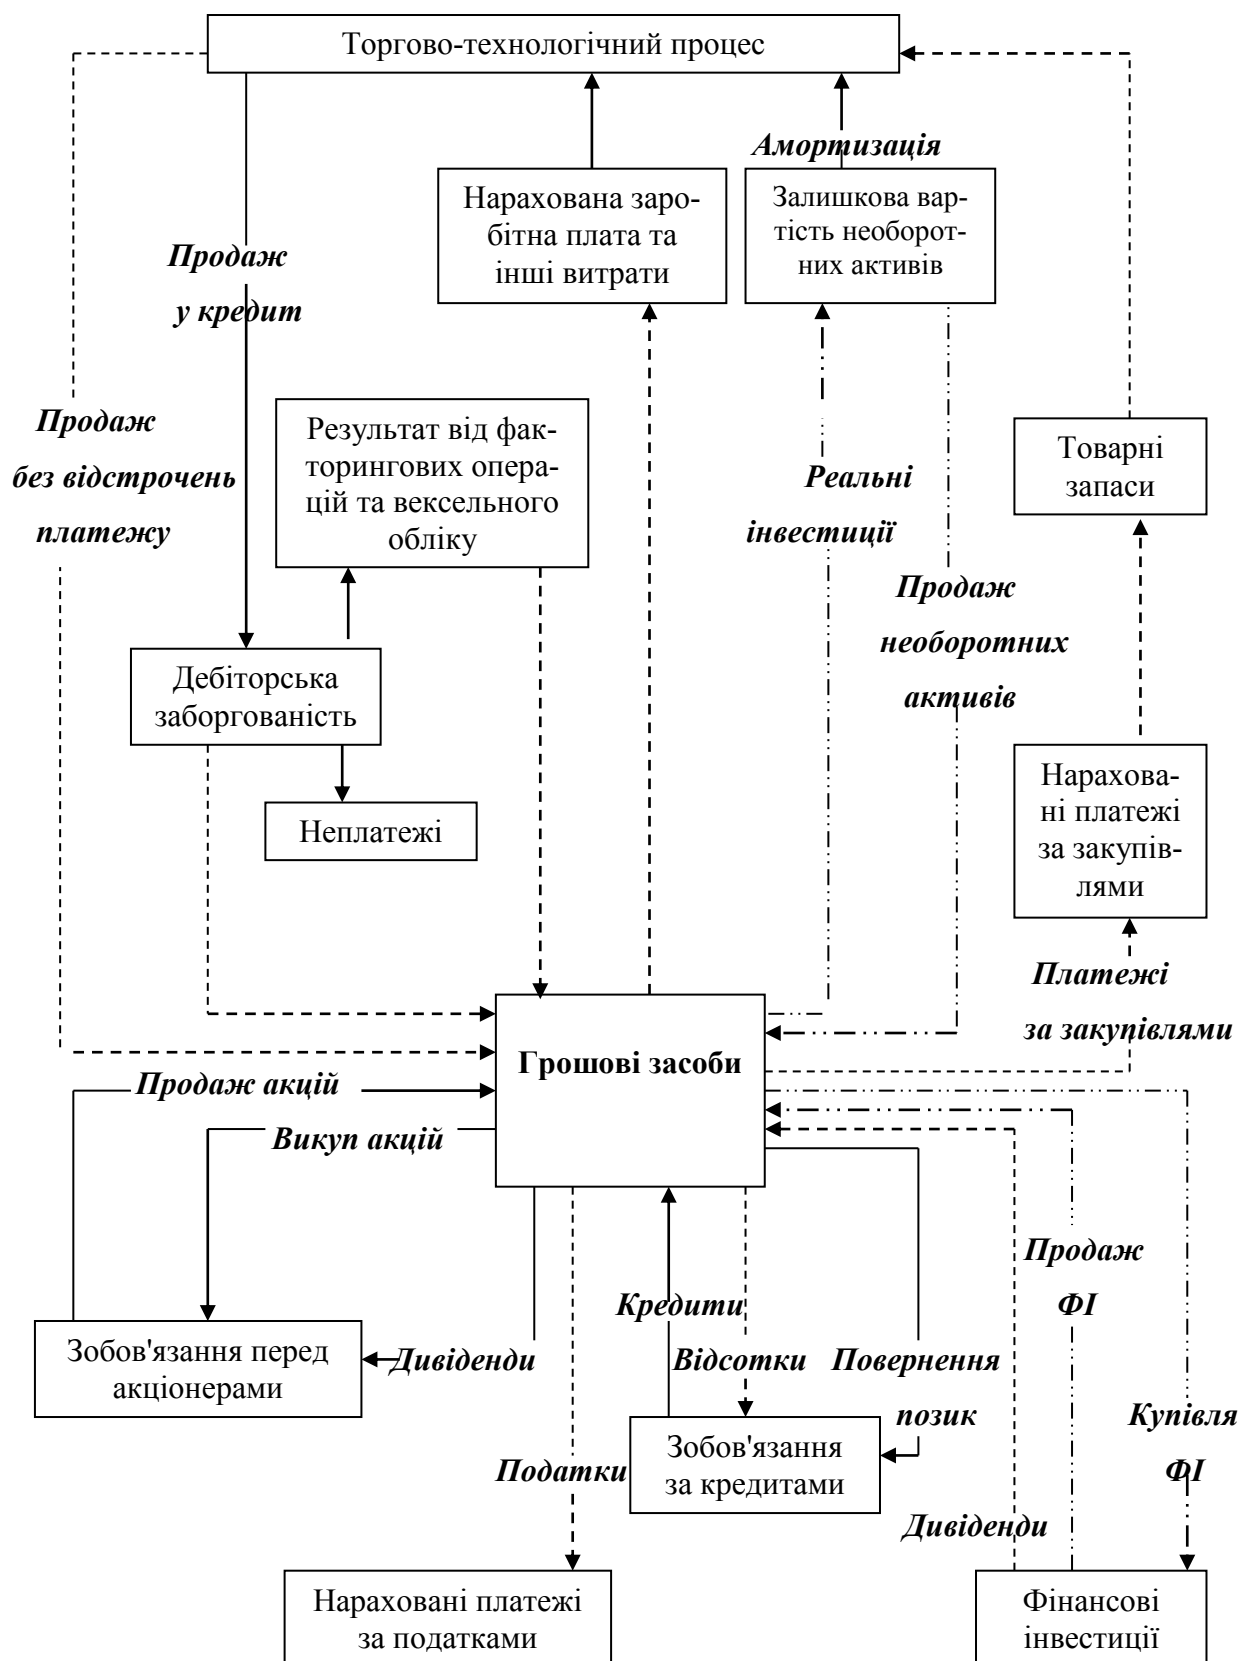 Торгово-технологічний процес
Амортизація
Нарахована заро-
бітна плата та
інші витрати
Залишкова вар-
тість необорот-
них активів
Продаж
у кредит
Продаж
без відстрочень
платежу
Результат від фак-
торингових опера-
цій та вексельного
обліку
Реальні
інвестиції
Товарні
запаси
Продаж
необоротних
активів
Дебіторська
заборгованість
Неплатежі
Нарахова-
ні платежі
за закупів-
лями
Платежі
за закупівлями
Грошові засоби
Продаж акцій
Викуп акцій
Продаж
ФІ
Кредити
Зобов'язання перед
акціонерами
Дивіденди
Відсотки
Повернення
позик
Купівля
ФІ
Зобов'язання
за кредитами
Податки
Дивіденди
Нараховані платежі
за податками
Фінансові
інвестиції